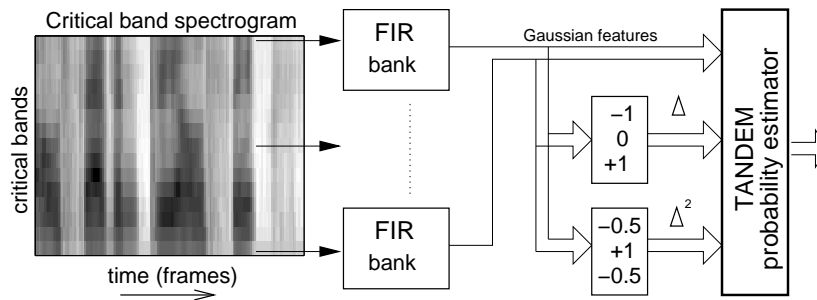 Critical band spectrogram
critical bands
time (frames)
FIR
bank
FIR
bank
Gaussian features
−1
0
+1
Δ
−0.5
+1
−0.5
Δ²
TANDEM
probability estimator